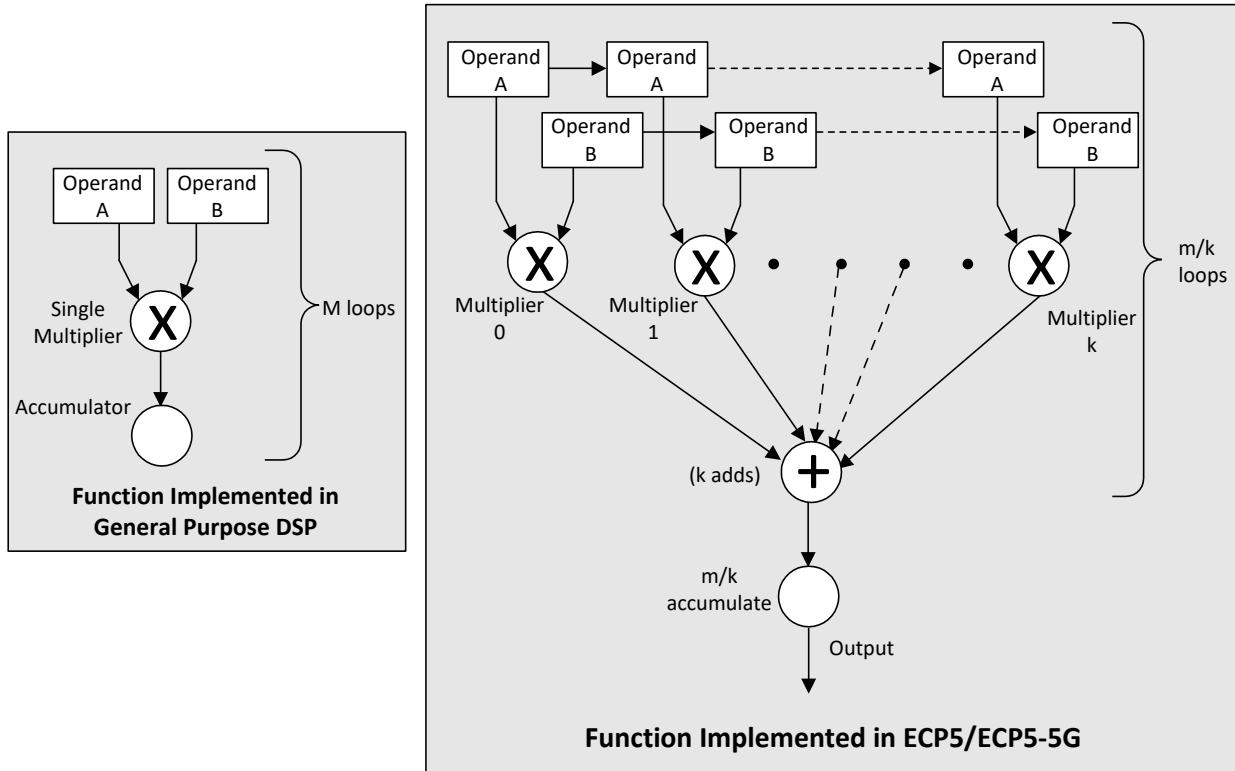 Operand
A
Operand
B
Single
Multiplier
X
M loops
Accumulator
Function Implemented in
General Purpose DSP
Operand
A
Operand
A
Operand
A
Operand
B
Operand
B
Operand
B
X
X
X
Multiplier
0
Multiplier
1
Multiplier
k
m/k
loops
(k adds)
+
m/k
accumulate
Output
Function Implemented in ECP5/ECP5-5G